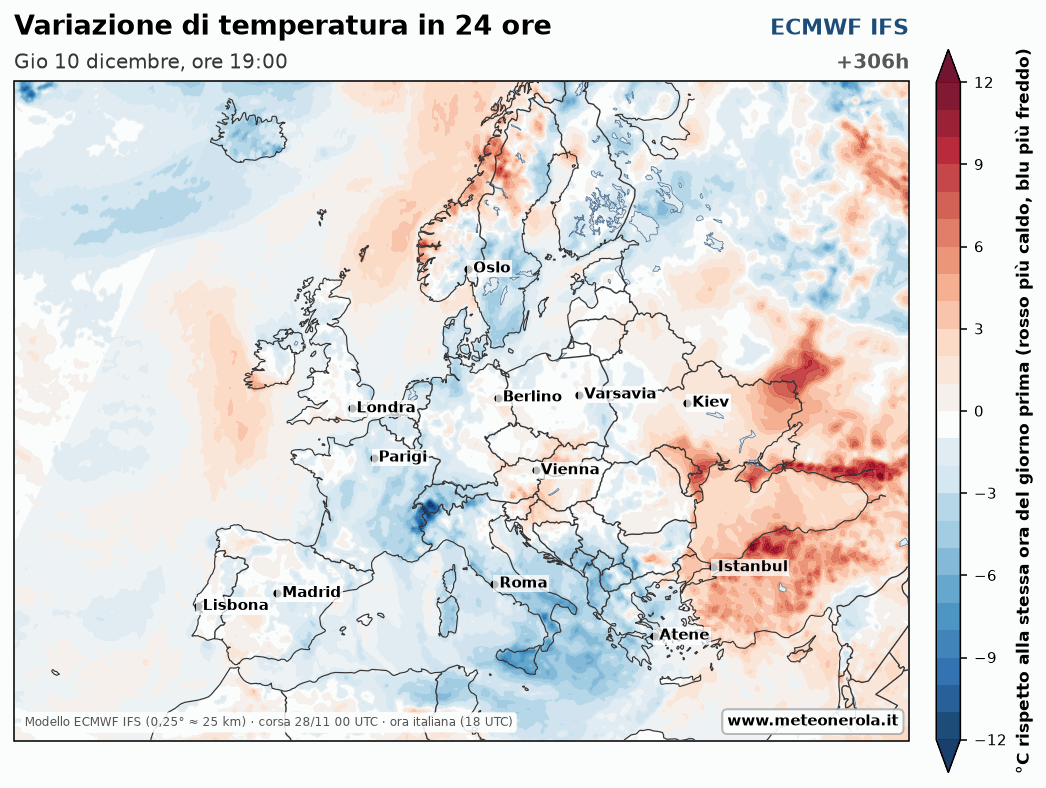 Variazione di temperatura in 24 ore
ECMWF IFS
Gio 10 dicembre, ore 19:00
+306h
Oslo
Londra
Berlino
Varsavia
Kiev
Parigi
Vienna
Istanbul
Roma
Madrid
Lisbona
Atene
Modello ECMWF IFS (0,25° ≈ 25 km) · corsa 28/11 00 UTC · ora italiana (18 UTC)
www.meteonerola.it
12
9
6
3
0
−3
−6
−9
−12
°C rispetto alla stessa ora del giorno prima (rosso più caldo, blu più freddo)